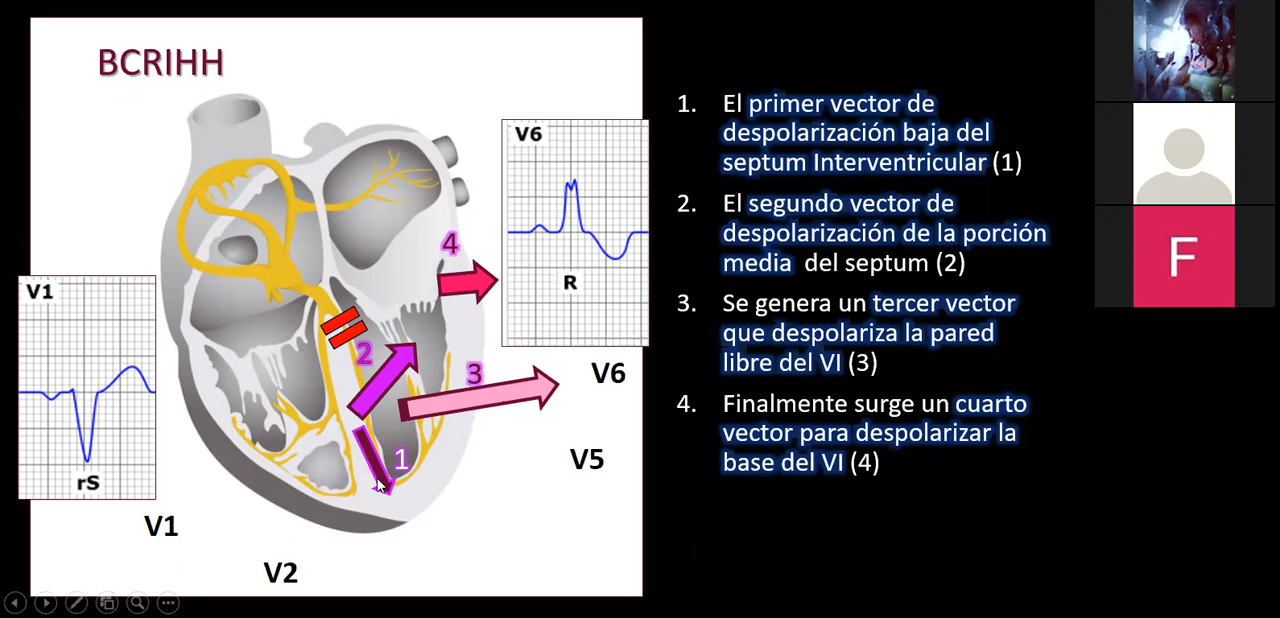 BCRIHH
V6
4
R
V1
2
3
V6
1
V5
rS
V1
V2
1. El primer vector de
despolarización baja del
septum Interventricular (1)
2. El segundo vector de
despolarización de la porción
media del septum (2)
3. Se genera un tercer vector
que despolariza la pared
libre del VI (3)
4. Finalmente surge un cuarto
vector para despolarizar la
base del VI (4)
F